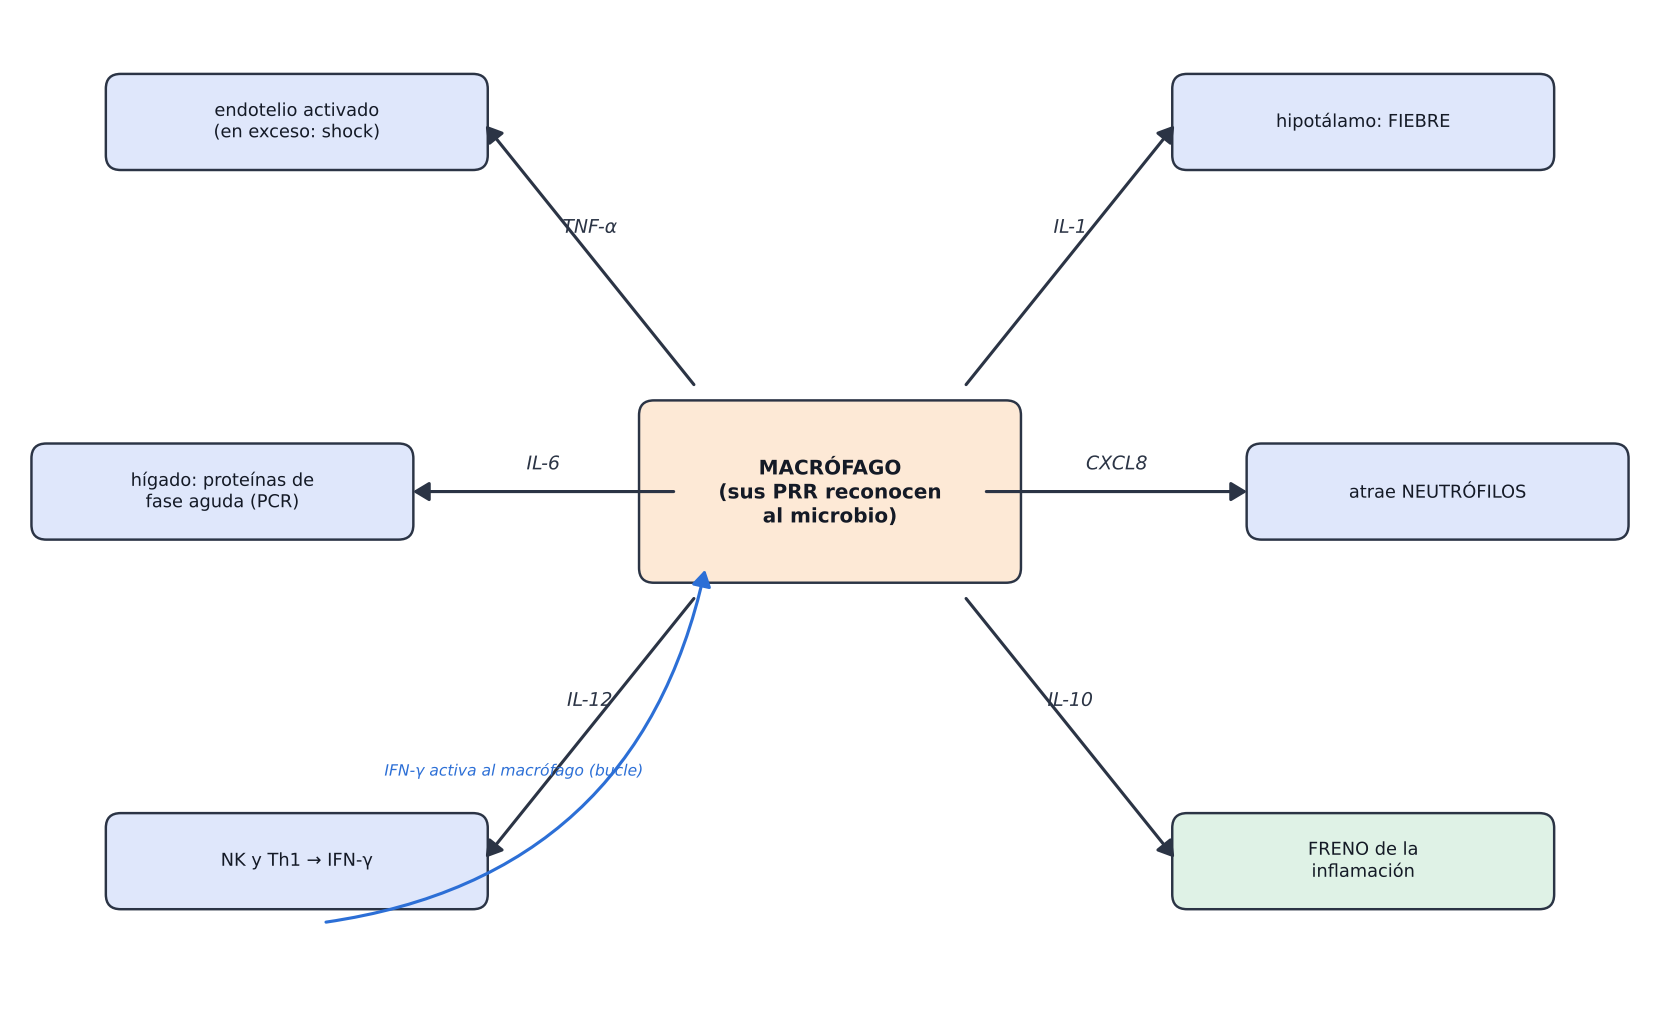 endotelio activado
(en exceso: shock)
hipotálamo: FIEBRE
TNF-α
IL-1
IL-6
CXCL8
hígado: proteínas de
fase aguda (PCR)
MACRÓFAGO
(sus PRR reconocen
al microbio)
atrae NEUTRÓFILOS
IL-12
IL-10
IFN-γ activa al macrófago (bucle)
NK y Th1 → IFN-γ
FRENO de la
inflamación